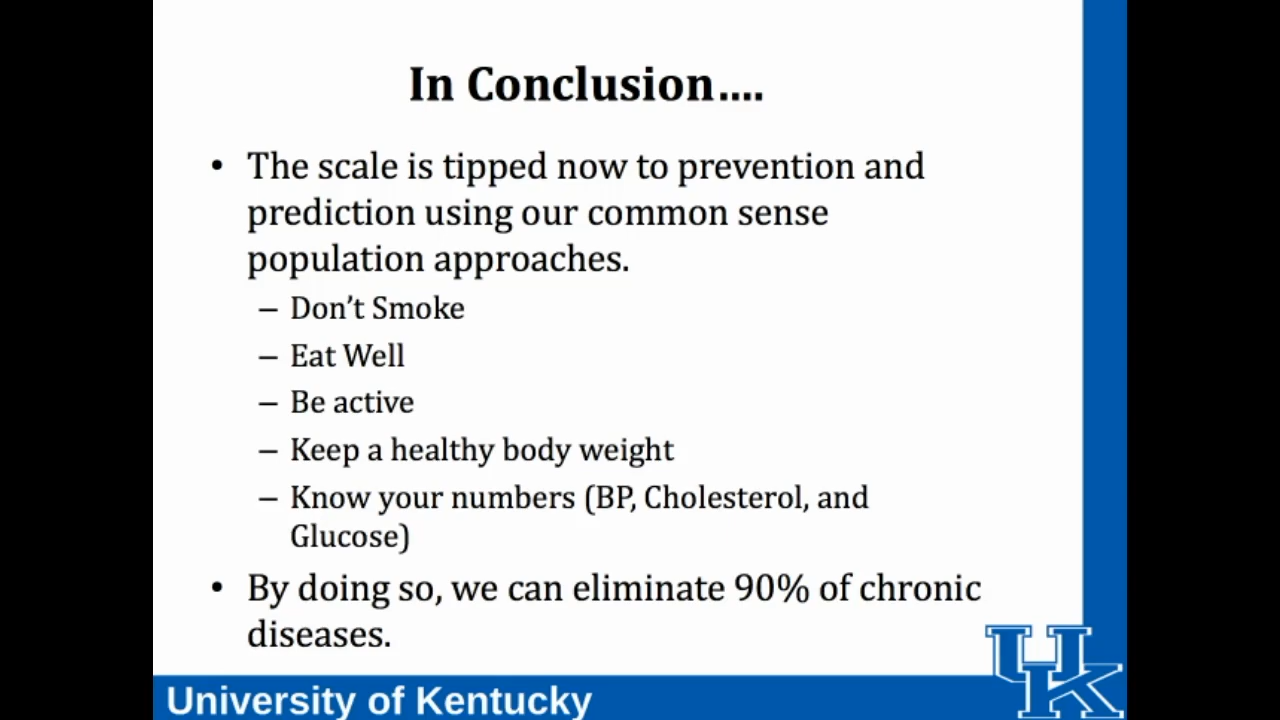 In Conclusion....
• The scale is tipped now to prevention and
prediction using our common sense
population approaches.
– Don't Smoke
– Eat Well
– Be active
– Keep a healthy body weight
– Know your numbers (BP, Cholesterol, and
Glucose)
• By doing so, we can eliminate 90% of chronic
diseases.
UK
University of Kentucky